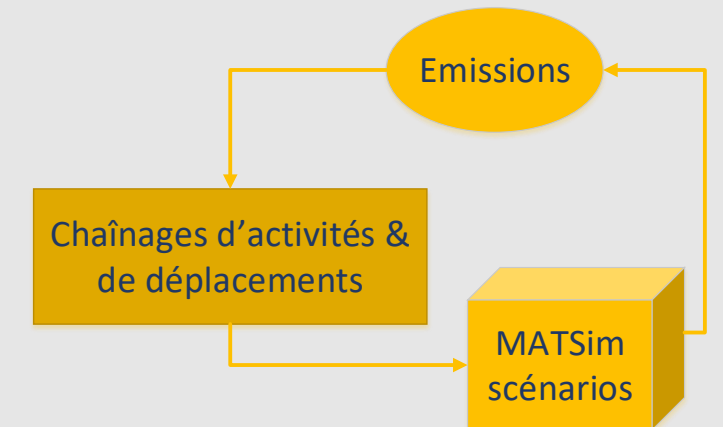 Emissions
Chaînages d’activités &
de déplacements
MATSim
scénarios